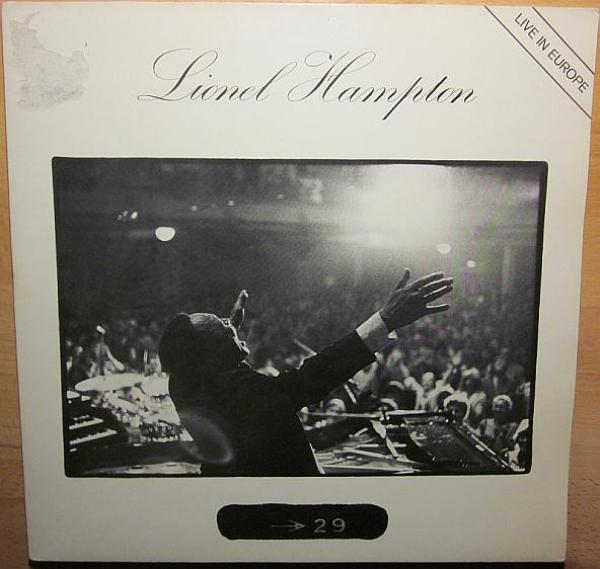 Lionel Hampton
LIVE IN EUROPE
→ 29